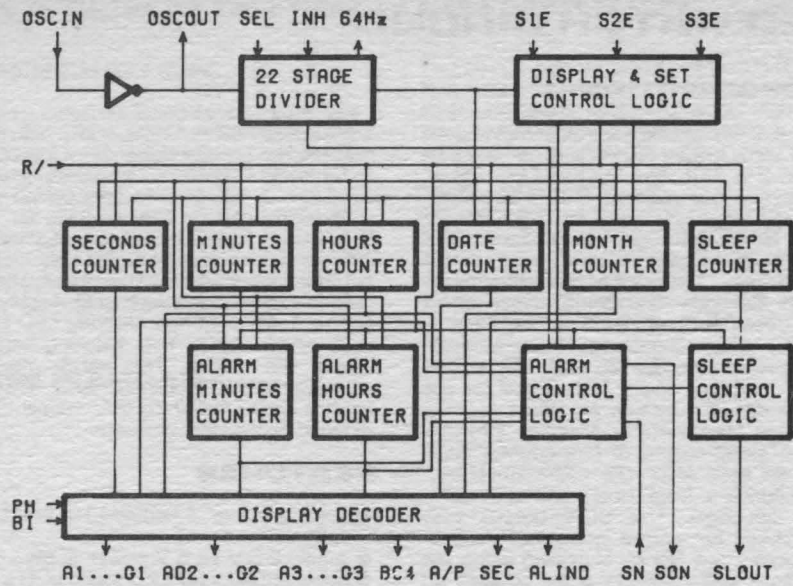 OSCIN OSCOUT SEL INH 64Hz S1E S2E S3E
22 STAGE
DIVIDER
DISPLAY & SET
CONTROL LOGIC
R/
SECONDS
COUNTER
MINUTES
COUNTER
HOURS
COUNTER
DATE
COUNTER
MONTH
COUNTER
SLEEP
COUNTER
ALARM
MINUTES
COUNTER
ALARM
HOURS
COUNTER
ALARM
CONTROL
LOGIC
SLEEP
CONTROL
LOGIC
PH
BI
DISPLAY DECODER
A1...G1 AD2...G2 A3...G3 BC4 A/P SEC ALIND SN SON SLOUT